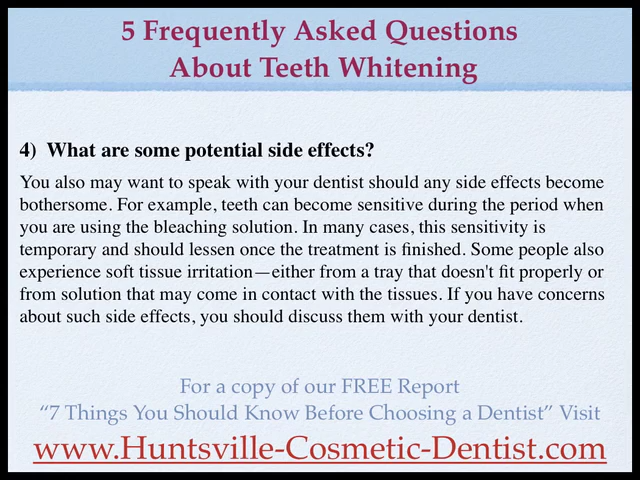 5 Frequently Asked Questions
About Teeth Whitening
4) What are some potential side effects?
You also may want to speak with your dentist should any side effects become
bothersome. For example, teeth can become sensitive during the period when
you are using the bleaching solution. In many cases, this sensitivity is
temporary and should lessen once the treatment is finished. Some people also
experience soft tissue irritation—either from a tray that doesn't fit properly or
from solution that may come in contact with the tissues. If you have concerns
about such side effects, you should discuss them with your dentist.
For a copy of our FREE Report
“7 Things You Should Know Before Choosing a Dentist” Visit
www.Huntsville-Cosmetic-Dentist.com